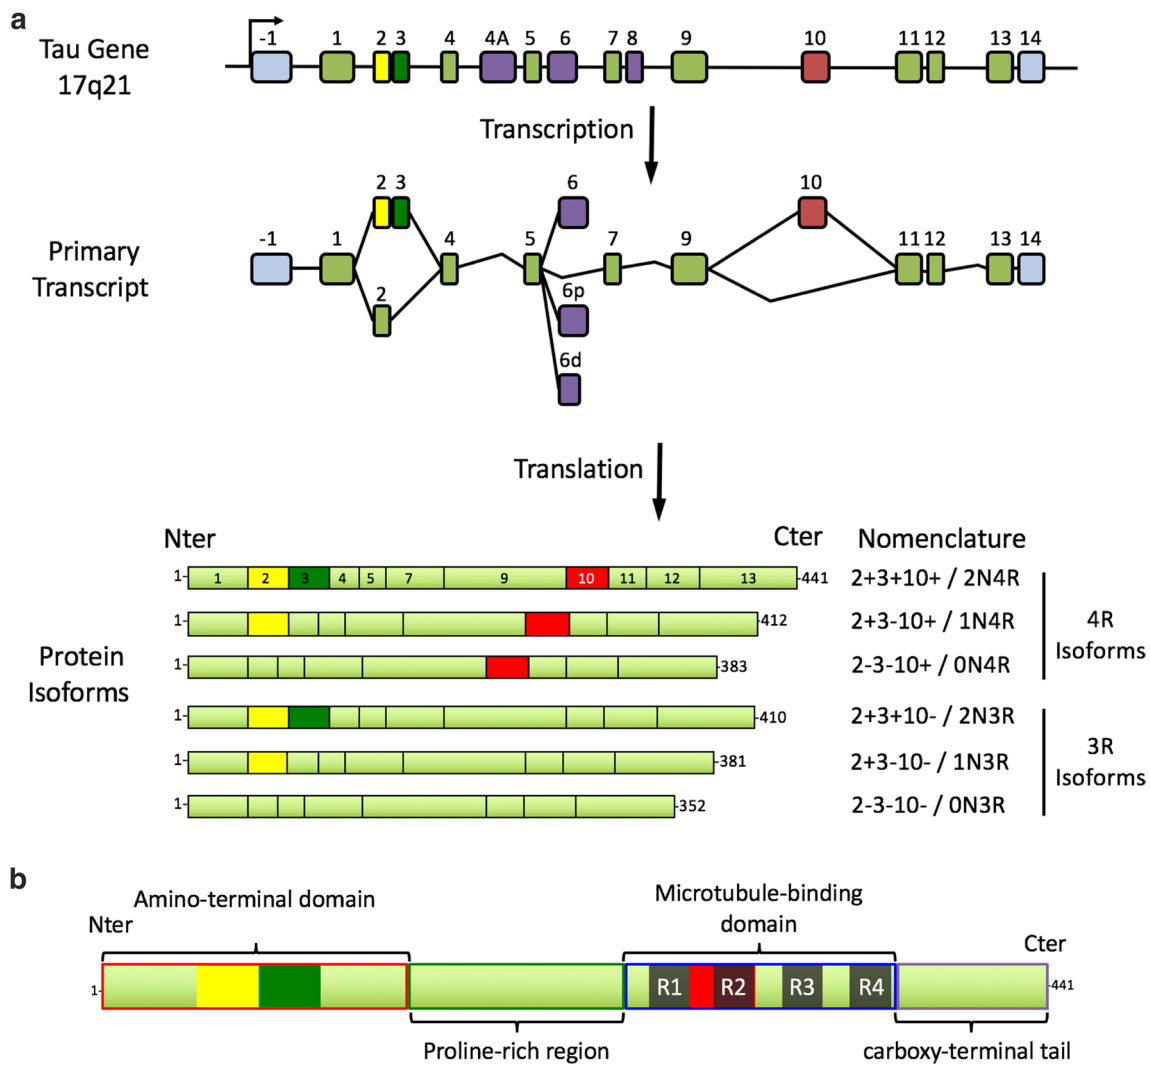 a
Tau Gene
17q21
-1 1 2 3 4 4A 5 6 7 8 9 10 11 12 13 14
Transcription
Primary
Transcript
2 3 6 10
-1 1 4 5 7 9 11 12 13 14
2 6p
6d
Translation
Nter Cter Nomenclature
1- 1 2 3 4 5 7 9 10 11 12 13 -441 2+3+10+ / 2N4R
1- -412 2+3-10+ / 1N4R
1- -383 2-3-10+ / 0N4R
4R
Isoforms
Protein
Isoforms
1- -410 2+3+10- / 2N3R
1- -381 2+3-10- / 1N3R
1- -352 2-3-10- / 0N3R
3R
Isoforms
b
Amino-terminal domain
Microtubule-binding
domain
Nter Cter
1- R1 R2 R3 R4 -441
Proline-rich region carboxy-terminal tail